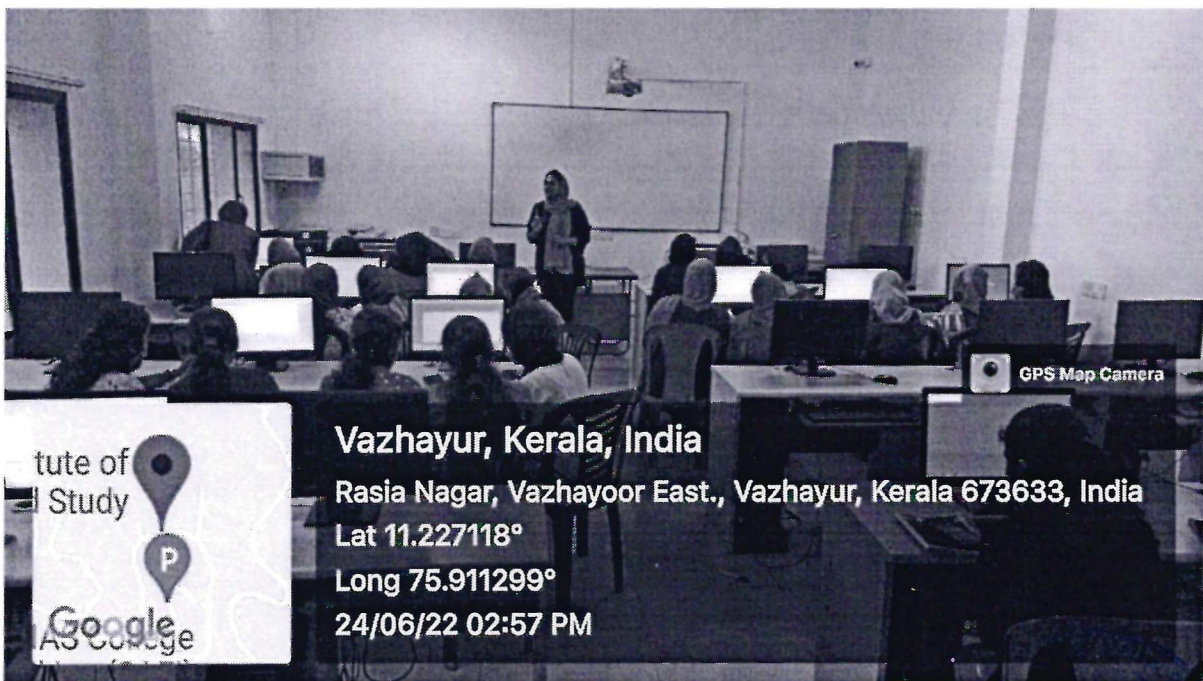 GPS Map Camera
Vazhayur, Kerala, India
Rasia Nagar, Vazhayoor East., Vazhayur, Kerala 673633, India
Lat 11.227118°
Long 75.911299°
24/06/22 02:57 PM
tute of
l Study
P
Google
IAS College